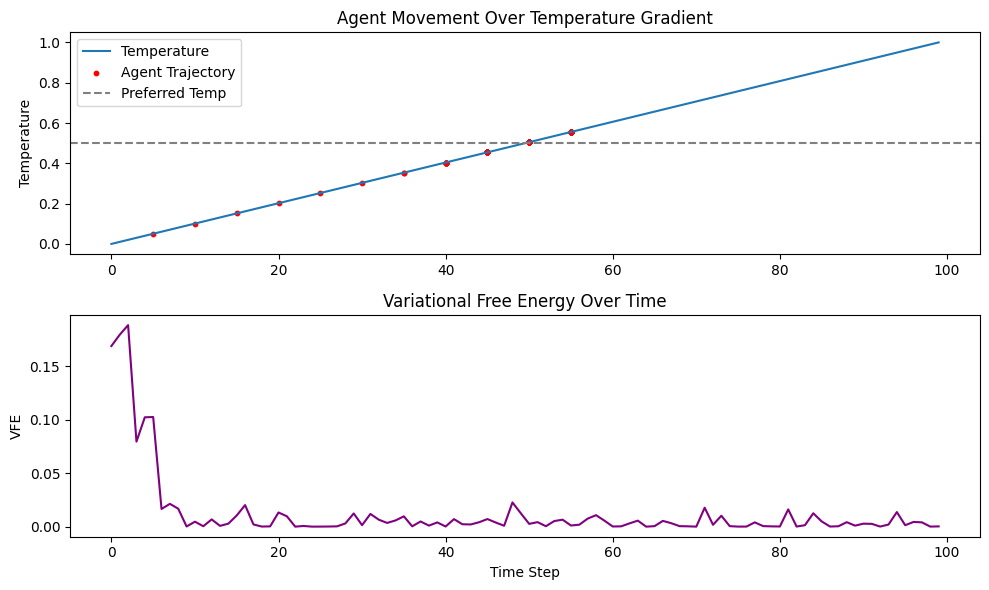 Agent Movement Over Temperature Gradient
Temperature
1.0
0.8
0.6
0.4
0.2
0.0
Temperature
Agent Trajectory
Preferred Temp
0 20 40 60 80 100
Variational Free Energy Over Time
VFE
0.15
0.10
0.05
0.00
0 20 40 60 80 100
Time Step